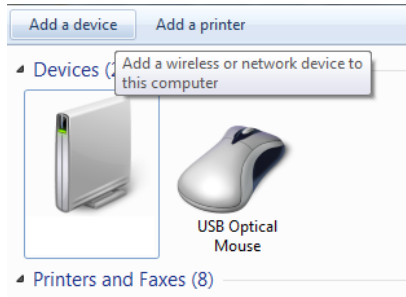 Add a device Add a printer
Add a wireless or network device to
this computer
Devices (
USB Optical
Mouse
Printers and Faxes (8)